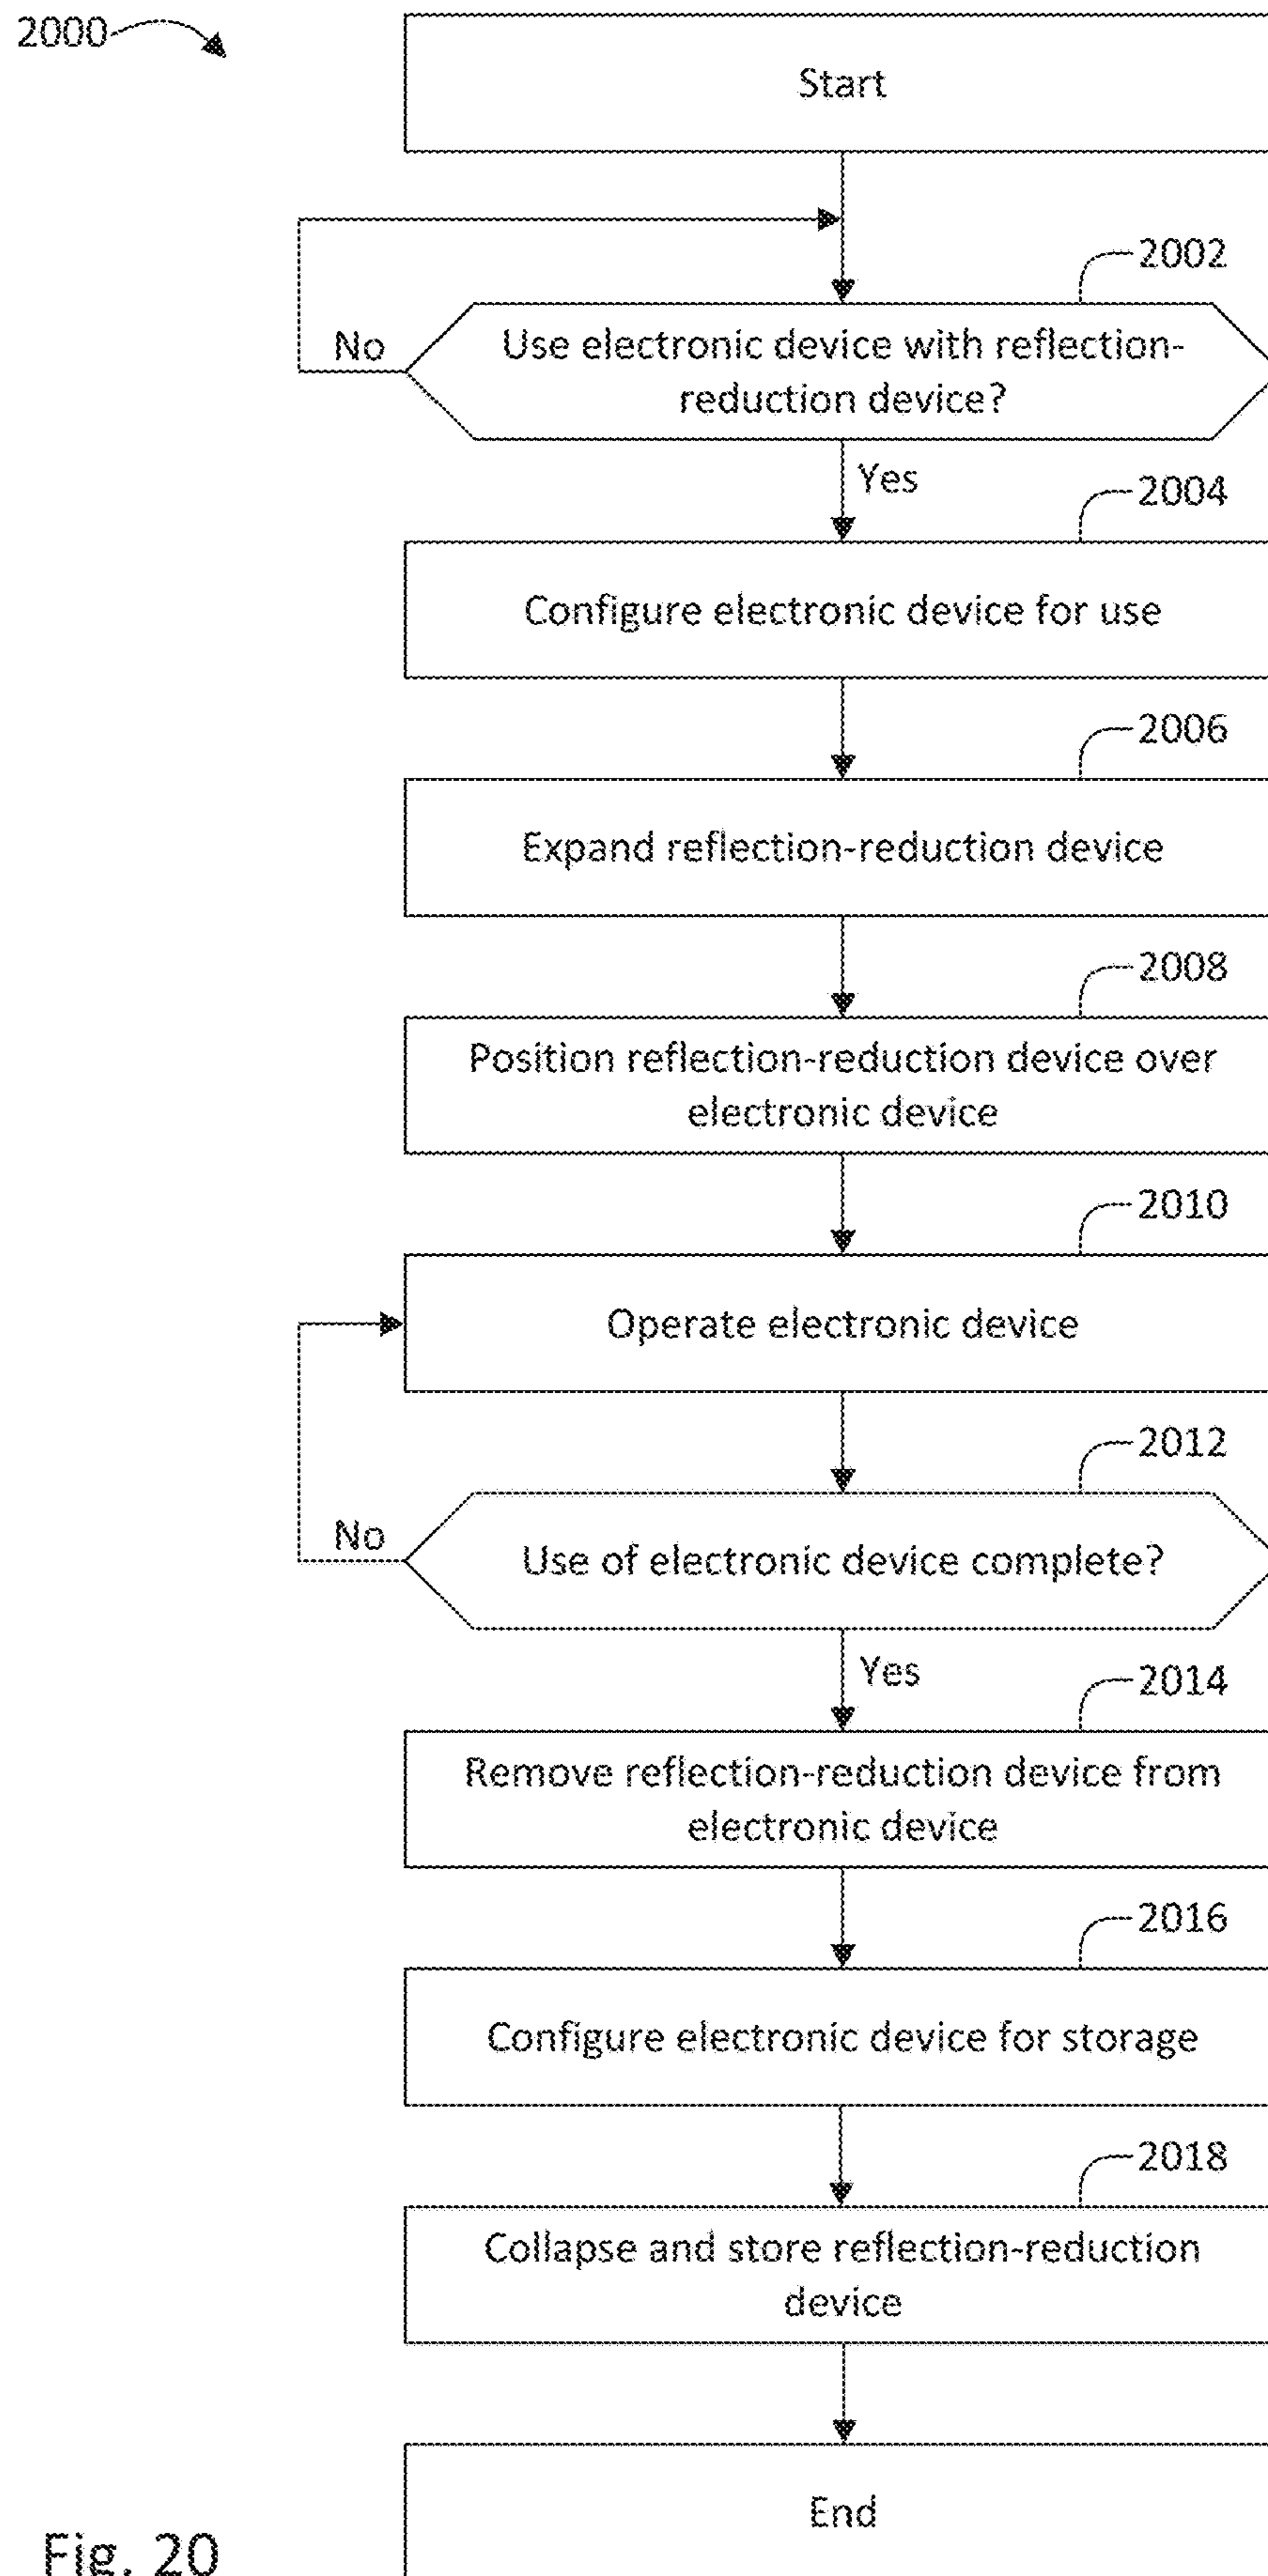 2000
Start
2002
No
Use electronic device with reflection-
reduction device?
Yes
2004
Configure electronic device for use
2006
Expand reflection-reduction device
2008
Position reflection-reduction device over
electronic device
2010
Operate electronic device
2012
No
Use of electronic device complete?
Yes
2014
Remove reflection-reduction device from
electronic device
2016
Configure electronic device for storage
2018
Collapse and store reflection-reduction
device
End
Fig. 20